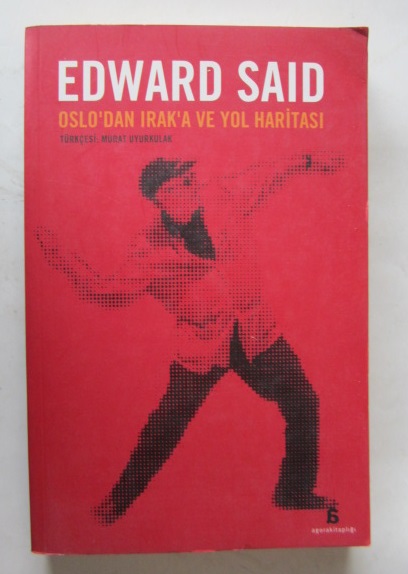 EDWARD SAID
OSLO'DAN IRAK'A VE YOL HARİTASI
TÜRKÇESİ: MURAT UYURKULAK
agorakitaplığı